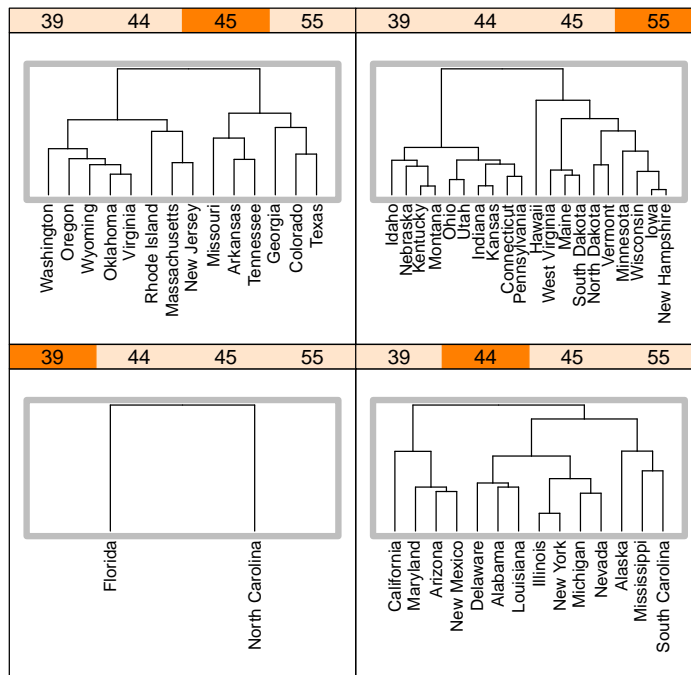 39 44 45 55
Washington
Oregon
Wyoming
Oklahoma
Virginia
Rhode Island
Massachusetts
New Jersey
Missouri
Arkansas
Tennessee
Georgia
Colorado
Texas
39 44 45 55
Idaho
Nebraska
Kentucky
Montana
Ohio
Utah
Indiana
Kansas
Connecticut
Pennsylvania
Hawaii
West Virginia
Maine
South Dakota
North Dakota
Vermont
Minnesota
Wisconsin
Iowa
New Hampshire
39 44 45 55
Florida
North Carolina
39 44 45 55
California
Maryland
Arizona
New Mexico
Delaware
Alabama
Louisiana
Illinois
New York
Michigan
Nevada
Alaska
Mississippi
South Carolina